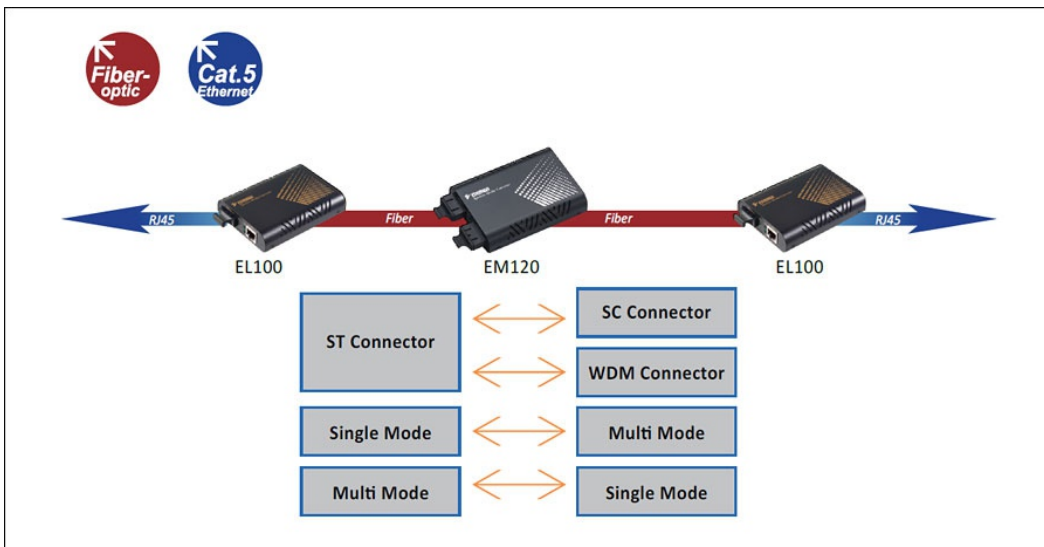 Fiber-
optic
Cat.5
Ethernet
RJ45
Fiber
Fiber
RJ45
EL100
EM120
EL100
ST Connector
SC Connector
WDM Connector
Single Mode
Multi Mode
Multi Mode
Single Mode